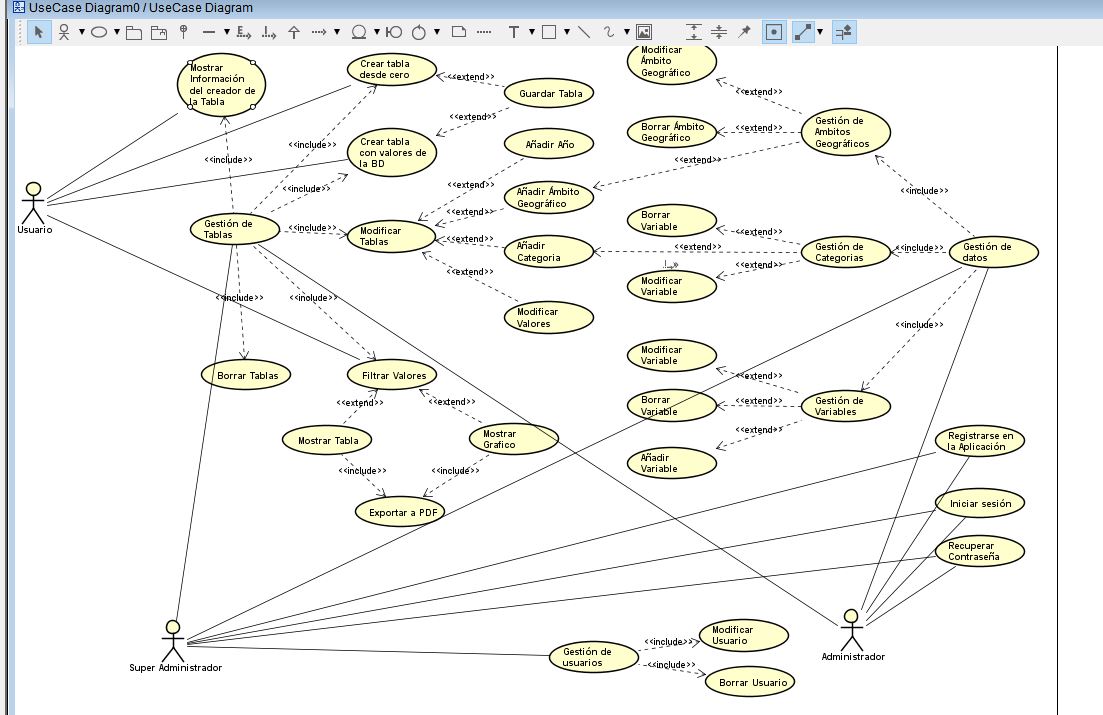 UseCase Diagram0 / UseCase Diagram
Mostrar
Información
del creador de
la Tabla
Crear tabla
desde cero
<<extend>>
Guardar Tabla
<<extend>>
Modificar
Ámbito
Geográfico
<<extend>>
Gestión de
Ambitos
Geográficos
Borrar Ámbito
Geográfico
<<extend>>
<<extend>>
<<include>>
<<include>>
Crear tabla
con valores de
la BD
Añadir Año
<<include>>
<<extend>>
Añadir Ámbito
Geográfico
<<extend>>
<<include>>
Usuario
Gestión de
Tablas
<<include>>
Modificar
Tablas
<<extend>>
Añadir
Categoria
<<extend>>
Borrar
Variable
<<extend>>
<<extend>>
Gestión de
Categorias
<<include>>
Gestión de
datos
<<extend>>
Modificar
Variable
<<include>>
Modificar
Valores
<<include>>
<<include>>
<<include>>
Borrar Tablas
Filtrar Valores
Modificar
Variable
<<extend>>
<<extend>>
<<extend>>
Borrar
Variable
<<extend>>
Gestión de
Variables
<<extend>>
Mostrar Tabla
Mostrar
Grafico
Añadir
Variable
Registrarse en
la Aplicación
<<include>>
<<include>>
Exportar a PDF
Iniciar sesión
Recuperar
Contraseña
Super Administrador
Gestión de
usuarios
<<include>>
Modificar
Usuario
<<include>>
Borrar Usuario
Administrador